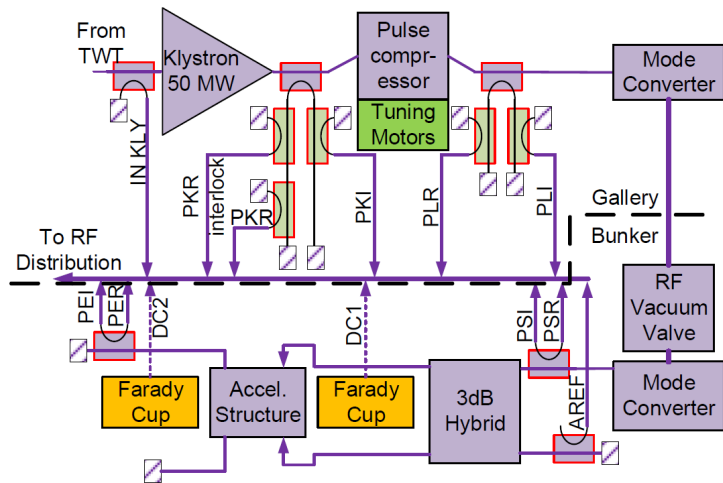 From
TWT
Klystron
50 MW
Pulse
compr-
essor
Tuning
Motors
Mode
Converter
IN KLY
PKR
interlock
PKR
PKI
PLR
PLI
Gallery
Bunker
To RF
Distribution
PEI
PER
DC2
DC1
PSI
PSR
AREF
RF
Vacuum
Valve
Farady
Cup
Accel.
Structure
Farady
Cup
3dB
Hybrid
Mode
Converter